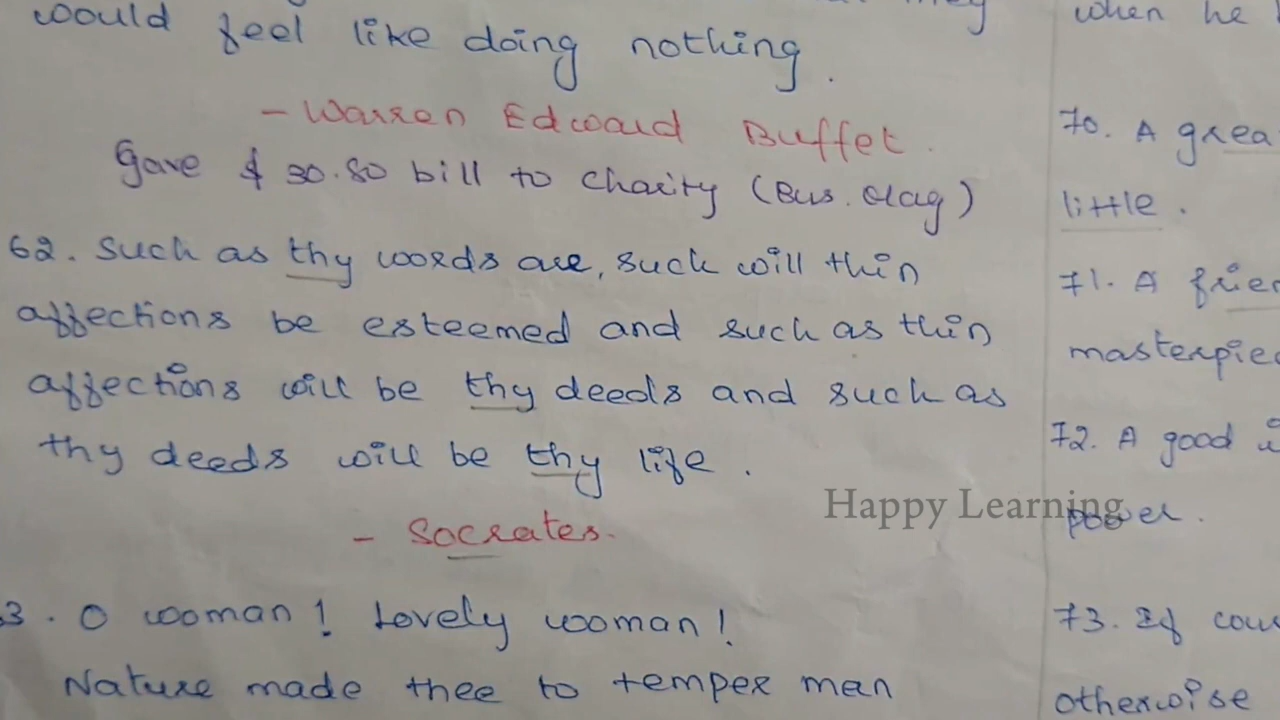 would feel like doing nothing.
- Warren Edward Buffet.
Gave $ 30.80 bill to charity (Bus. Mag)
62. Such as thy words are, such will thin
affections be esteemed and such as thin
affections will be thy deeds and such as
thy deeds will be thy life.
- Socrates.
3. O woman! Lovely woman!
Nature made thee to temper man
when he
70. A grea
little.
71. A frien
masterpiec
72. A good
power.
73. If cou
otherwise
Happy Learning